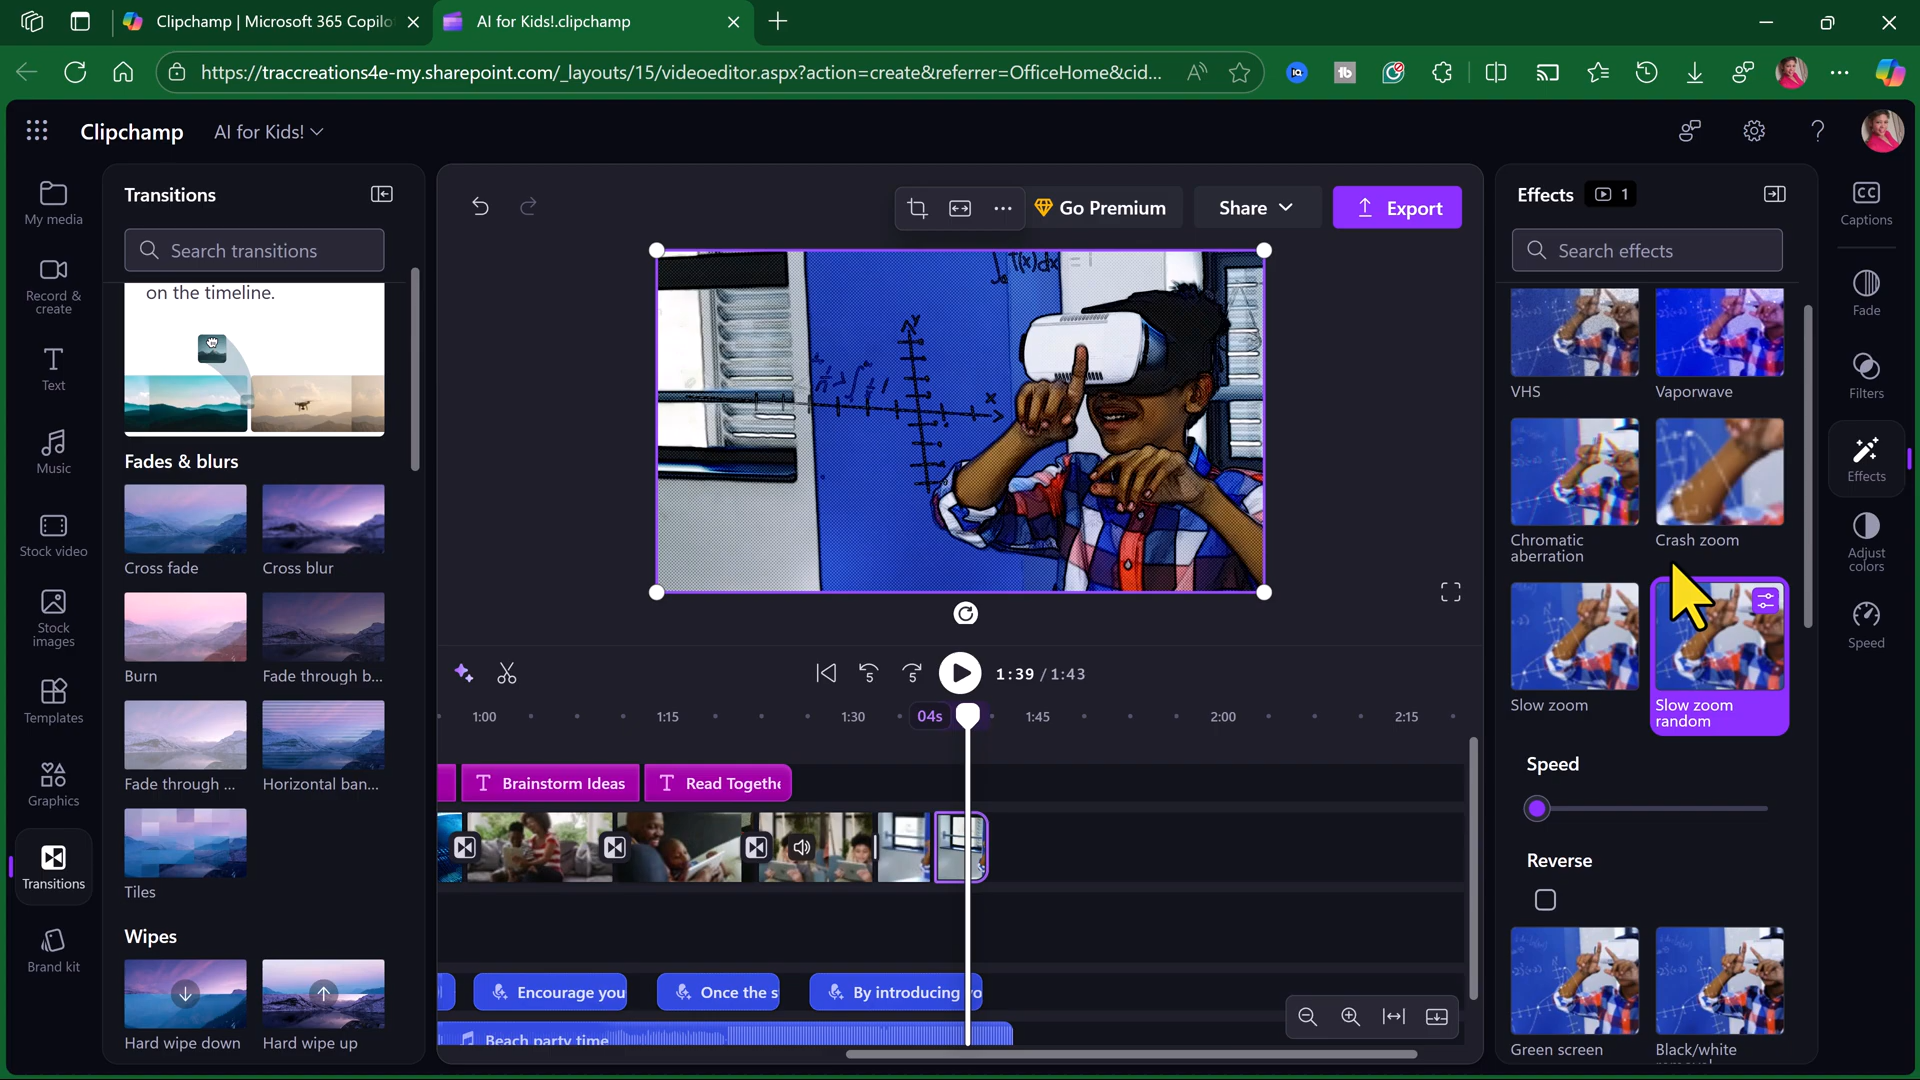 Clipchamp | Microsoft 365 Copilo
AI for Kids!.clipchamp
https://traccreations4e-my.sharepoint.com/_layouts/15/videoeditor.aspx?action=create&referrer=OfficeHome&cid...
Clipchamp
AI for Kids!
My media
Record &
create
Text
Music
Stock video
Stock
images
Templates
Graphics
Transitions
Brand kit
Transitions
Search transitions
on the timeline.
Fades & blurs
Cross fade
Cross blur
Burn
Fade through b...
Fade through ...
Horizontal ban...
Tiles
Wipes
Hard wipe down
Hard wipe up
Go Premium
Share
Export
T(x)dx
y
x
5
5
1:39 / 1:43
1:00
1:15
1:30
04s
1:45
2:00
2:15
T Brainstorm Ideas
T Read Togethe
Encourage you
Once the s
By introducing yo
Beach party time
Effects
1
Search effects
VHS
Vaporwave
Chromatic
aberration
Crash zoom
Slow zoom
Slow zoom
random
Speed
Reverse
Green screen
Black/white
CC
Captions
Fade
Filters
Effects
Adjust
colors
Speed